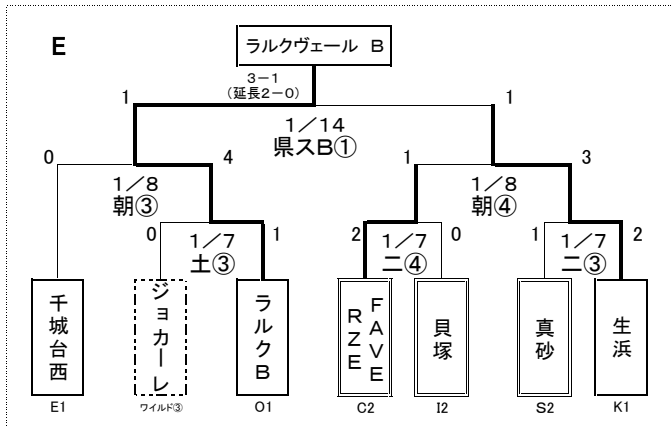 E
ラルクヴェール B
3-1
(延長2-0)
1
1
1/14
県スB①
0
4
1
3
1/8
朝③
1/8
朝④
0
1
2
0
1
2
1/7
土③
1/7
二④
1/7
二③
千城台西
ジョカーレ
ラルクB
FAVE
RZE
貝塚
真砂
生浜
E1
ワイルド③
O1
C2
I2
S2
K1